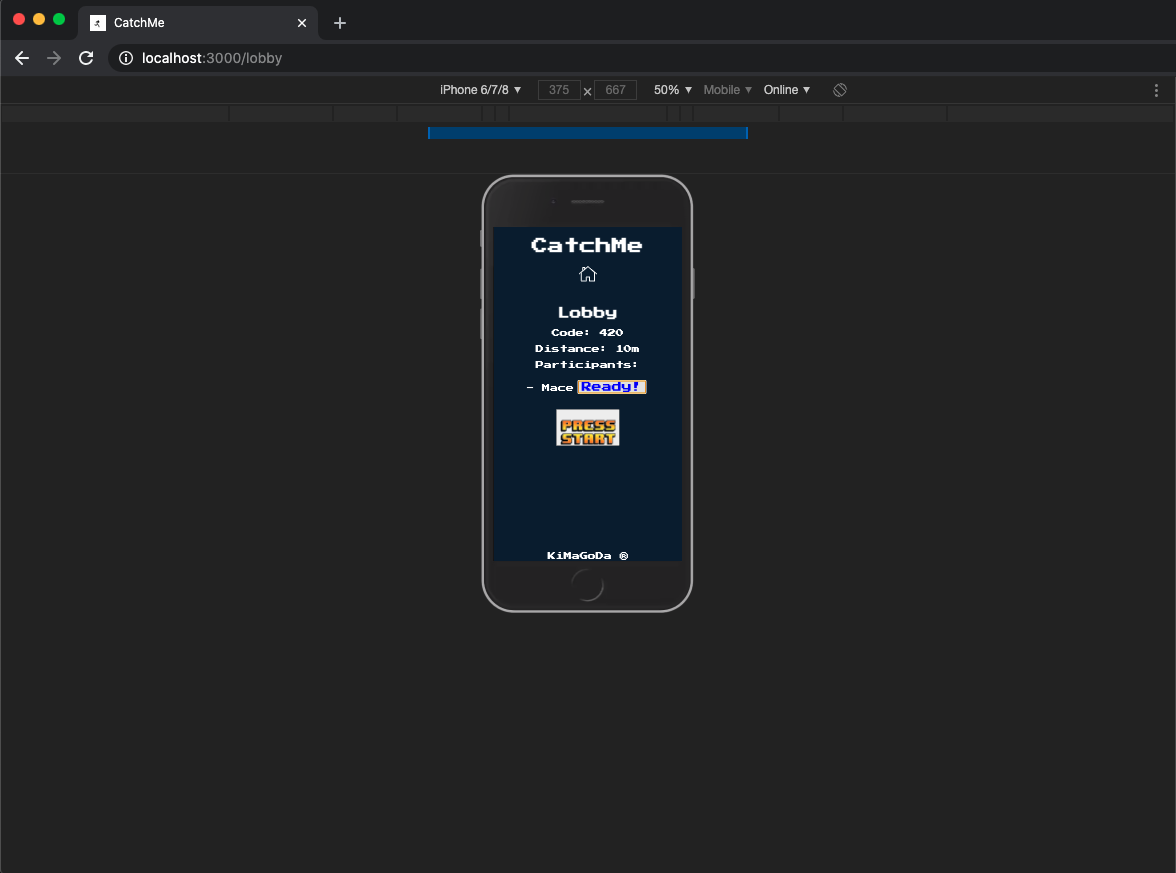 CatchMe
localhost:3000/lobby
iPhone 6/7/8 ▼ 375 x 667 50% ▼ Mobile ▼ Online ▼
CatchMe
Lobby
Code: 420
Distance: 10m
Participants:
- Mace Ready!
PRESS
START
KiMaGoDa ®